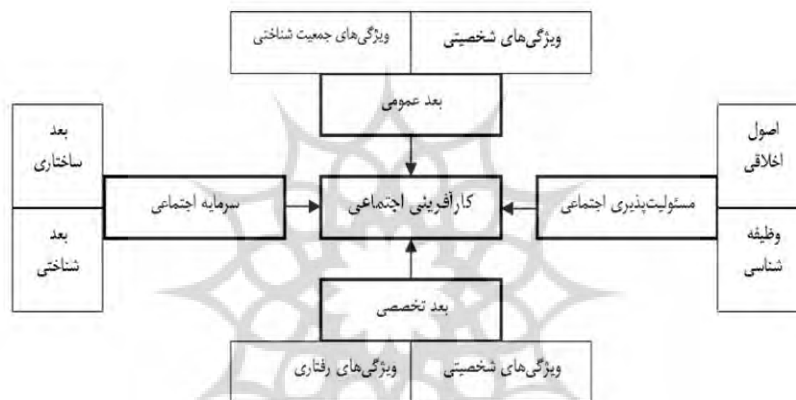 ویژگی‌های شخصیتی
ویژگی‌های جمعیت شناختی
بعد عمومی
اصول
اخلاقی
بعد
ساختاری
مسئولیت‌پذیری اجتماعی
کارآفرینی اجتماعی
سرمایه اجتماعی
وظیفه
شناسی
بعد
شناختی
بعد تخصصی
ویژگی‌های شخصیتی
ویژگی‌های رفتاری